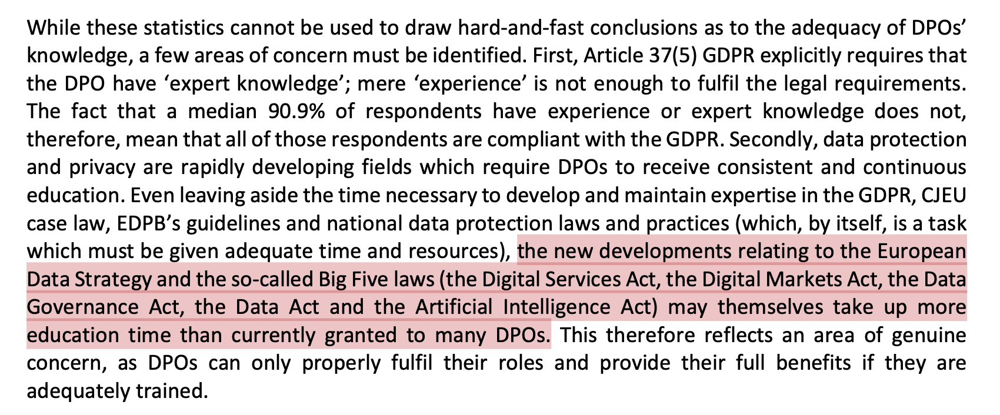 While these statistics cannot be used to draw hard-and-fast conclusions as to the adequacy of DPOs’
knowledge, a few areas of concern must be identified. First, Article 37(5) GDPR explicitly requires that
the DPO have ‘expert knowledge’; mere ‘experience’ is not enough to fulfil the legal requirements.
The fact that a median 90.9% of respondents have experience or expert knowledge does not,
therefore, mean that all of those respondents are compliant with the GDPR. Secondly, data protection
and privacy are rapidly developing fields which require DPOs to receive consistent and continuous
education. Even leaving aside the time necessary to develop and maintain expertise in the GDPR, CJEU
case law, EDPB’s guidelines and national data protection laws and practices (which, by itself, is a task
which must be given adequate time and resources), the new developments relating to the European
Data Strategy and the so-called Big Five laws (the Digital Services Act, the Digital Markets Act, the Data
Governance Act, the Data Act and the Artificial Intelligence Act) may themselves take up more
education time than currently granted to many DPOs. This therefore reflects an area of genuine
concern, as DPOs can only properly fulfil their roles and provide their full benefits if they are
adequately trained.